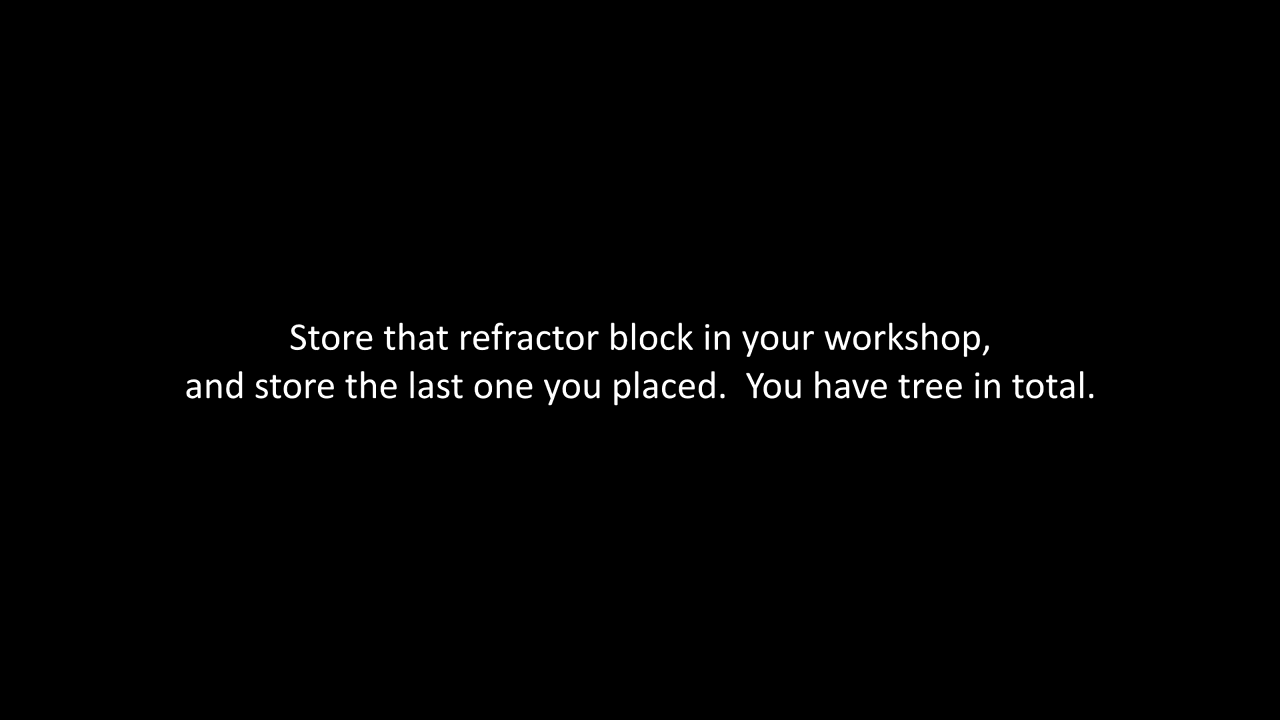 Store that refractor block in your workshop,
and store the last one you placed.  You have tree in total.